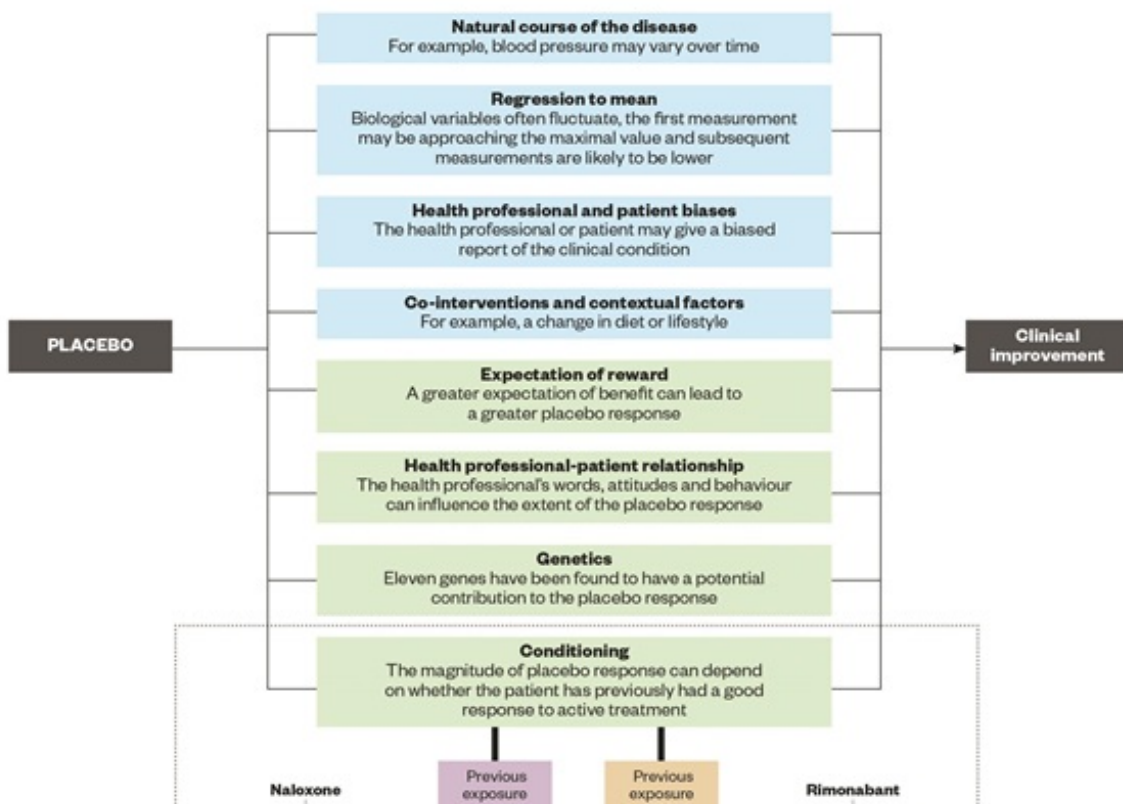 Natural course of the disease
For example, blood pressure may vary over time
Regression to mean
Biological variables often fluctuate, the first measurement
may be approaching the maximal value and subsequent
measurements are likely to be lower
Health professional and patient biases
The health professional or patient may give a biased
report of the clinical condition
Co-interventions and contextual factors
For example, a change in diet or lifestyle
PLACEBO
Clinical
improvement
Expectation of reward
A greater expectation of benefit can lead to
a greater placebo response
Health professional-patient relationship
The health professional's words, attitudes and behaviour
can influence the extent of the placebo response
Genetics
Eleven genes have been found to have a potential
contribution to the placebo response
Conditioning
The magnitude of placebo response can depend
on whether the patient has previously had a good
response to active treatment
Naloxone
Previous
exposure
Previous
exposure
Rimonabant